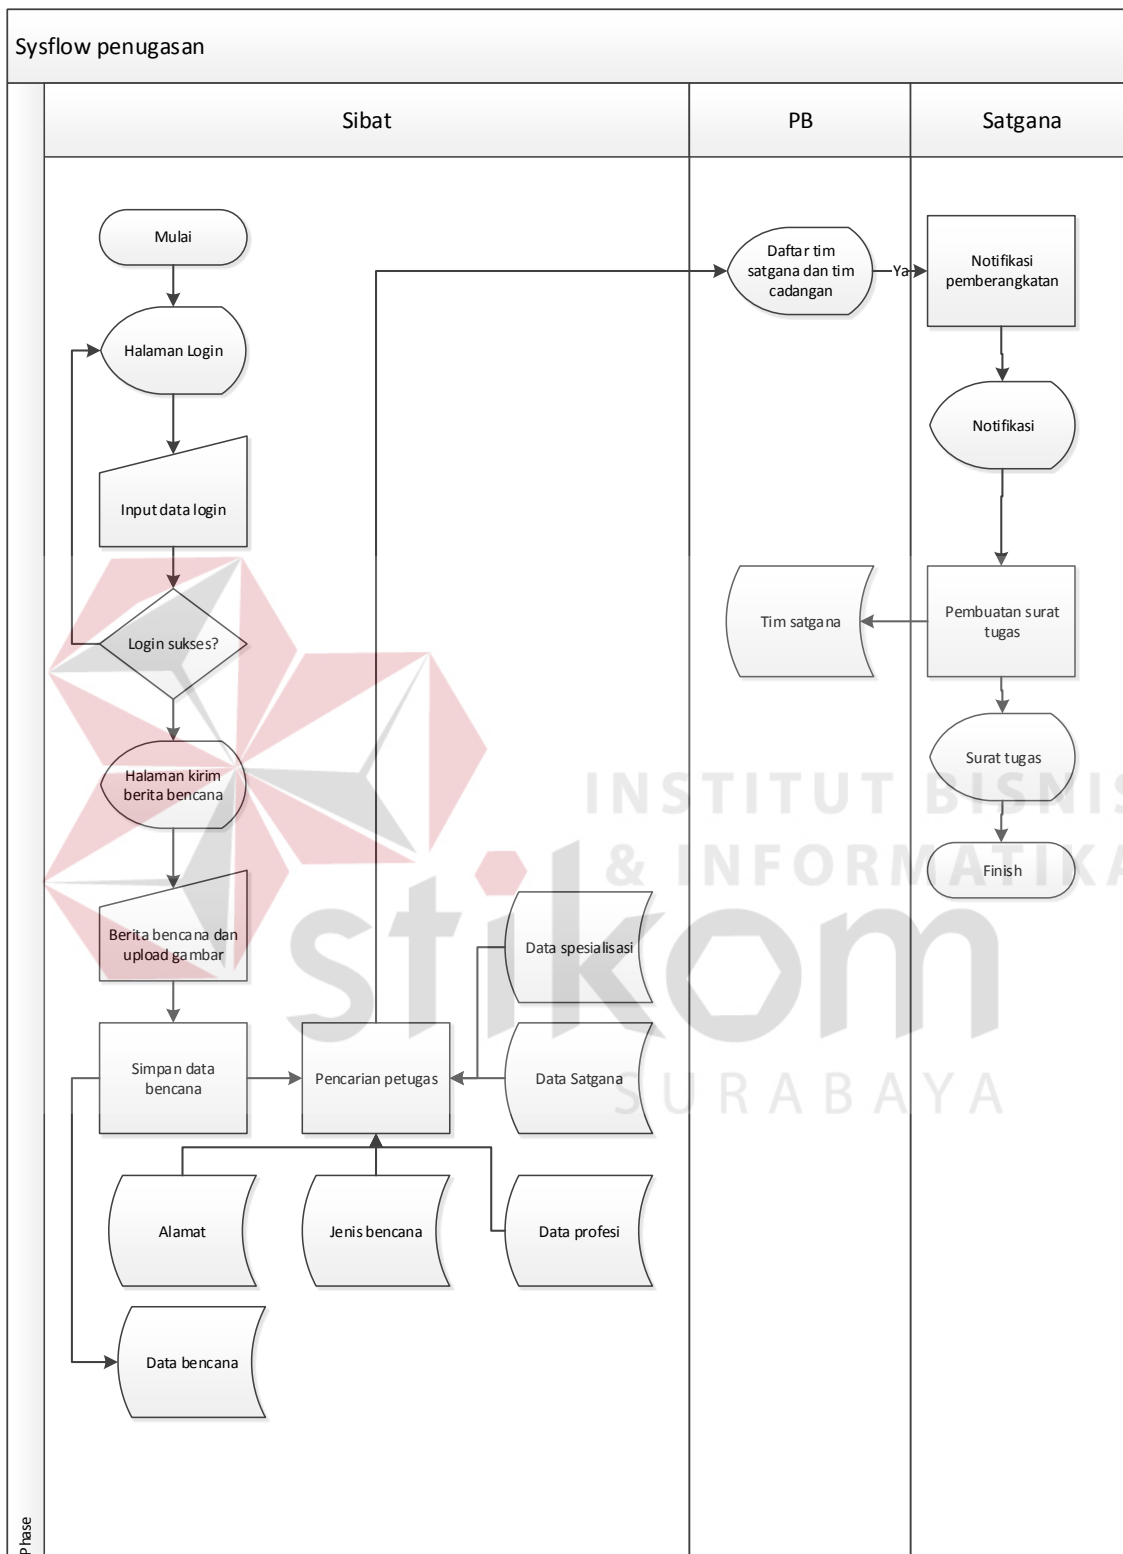 Sysflow penugasan
Sibat
PB
Satgana
Mulai
Halaman Login
Input data login
Login sukses?
Halaman kirim
berita bencana
Berita bencana dan
upload gambar
Simpan data
bencana
Pencarian petugas
Data spesialisasi
Data Satgana
Alamat
Jenis bencana
Data profesi
Data bencana
Daftar tim
satgana dan tim
cadangan
Ya
Tim satgana
Notifikasi
pemberangkatan
Notifikasi
Pembuatan surat
tugas
Surat tugas
Finish
Phase
INSTITUT BISNIS
& INFORMATIKA
stikom
SURABAYA